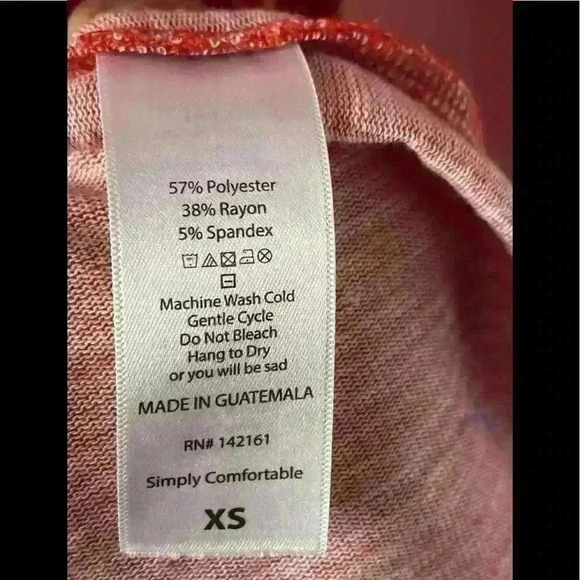 57% Polyester
38% Rayon
5% Spandex
Machine Wash Cold
Gentle Cycle
Do Not Bleach
Hang to Dry
or you will be sad
MADE IN GUATEMALA
RN# 142161
Simply Comfortable
XS